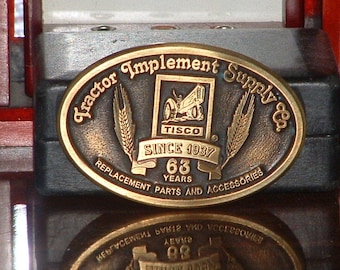 Tractor Implement Supply Co.
TISCO
®
SINCE 1937
63
YEARS
REPLACEMENT PARTS AND ACCESSORIES